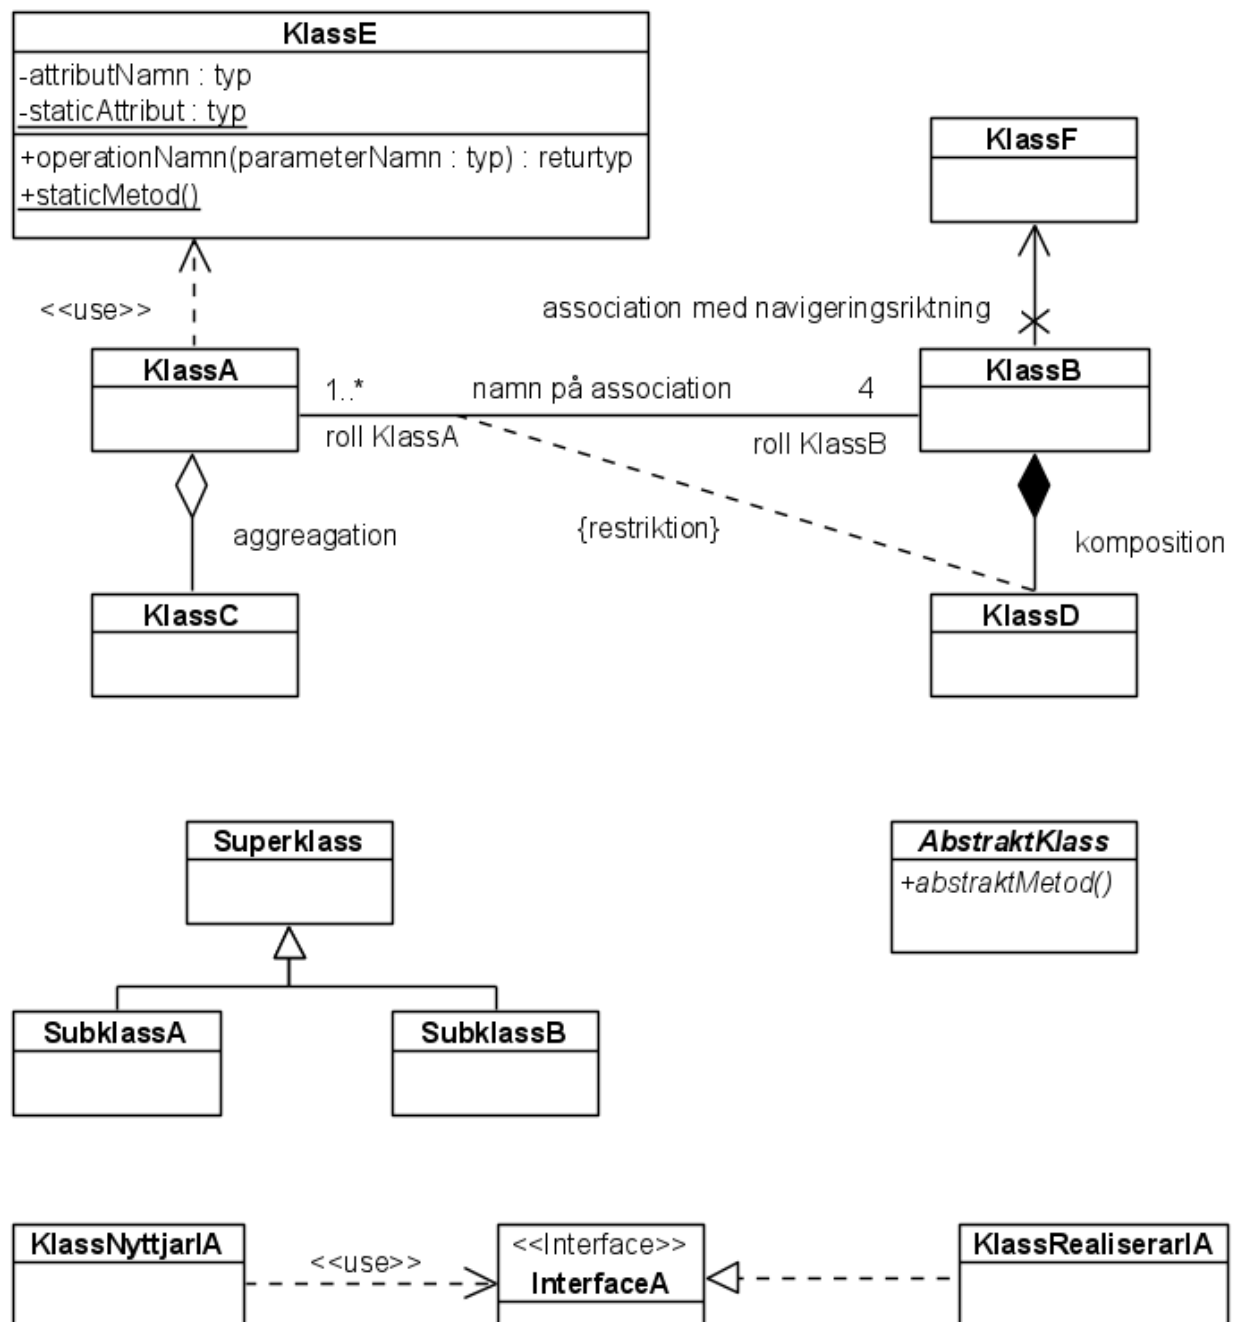 KlassE
-attributNamn : typ
-staticAttribut : typ
+operationNamn(parameterNamn : typ) : returtyp
+staticMetod()
KlassF
<<use>>
association med navigeringsriktning
KlassA
KlassB
1..*
namn på association
4
roll KlassA
roll KlassB
aggreagation
{restriktion}
komposition
KlassC
KlassD
Superklass
AbstraktKlass
+abstraktMetod()
SubklassA
SubklassB
KlassNyttjarIA
<<use>>
<<Interface>>
InterfaceA
KlassRealiserarIA